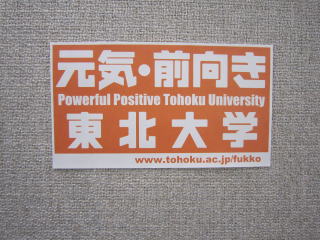 元気・前向き
Powerful Positive Tohoku University
東北大学
www.tohoku.ac.jp/fukko